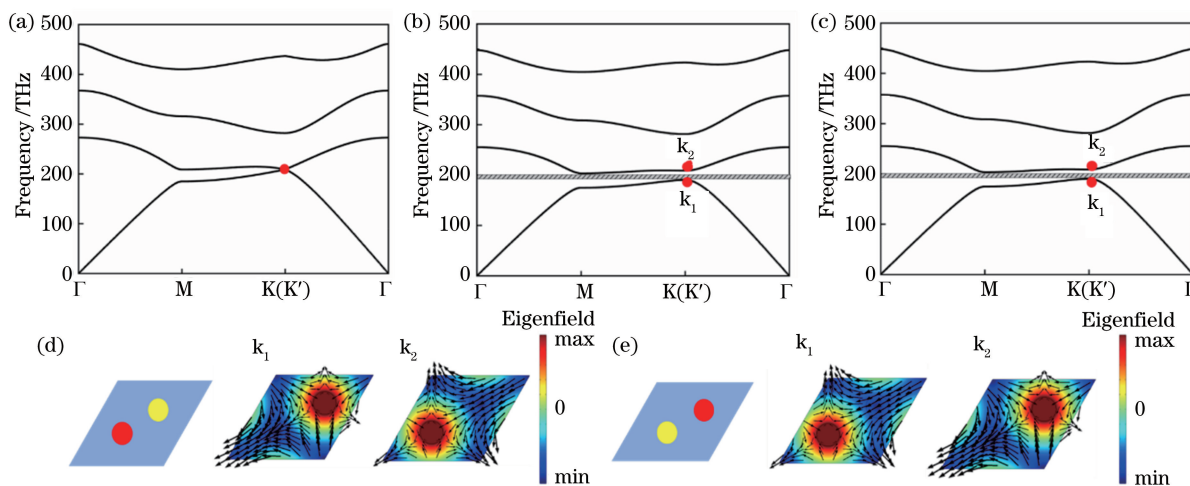 (a)
500
400
300
200
100
0
Frequency /THz
Γ M K(K′) Γ
(b)
500
400
300
200
100
0
Frequency /THz
k2
k1
Γ M K(K′) Γ
(c)
500
400
300
200
100
0
Frequency /THz
k2
k1
Γ M K(K′) Γ
(d)
k1
k2
Eigenfield
max
0
min
(e)
k1
k2
Eigenfield
max
0
min